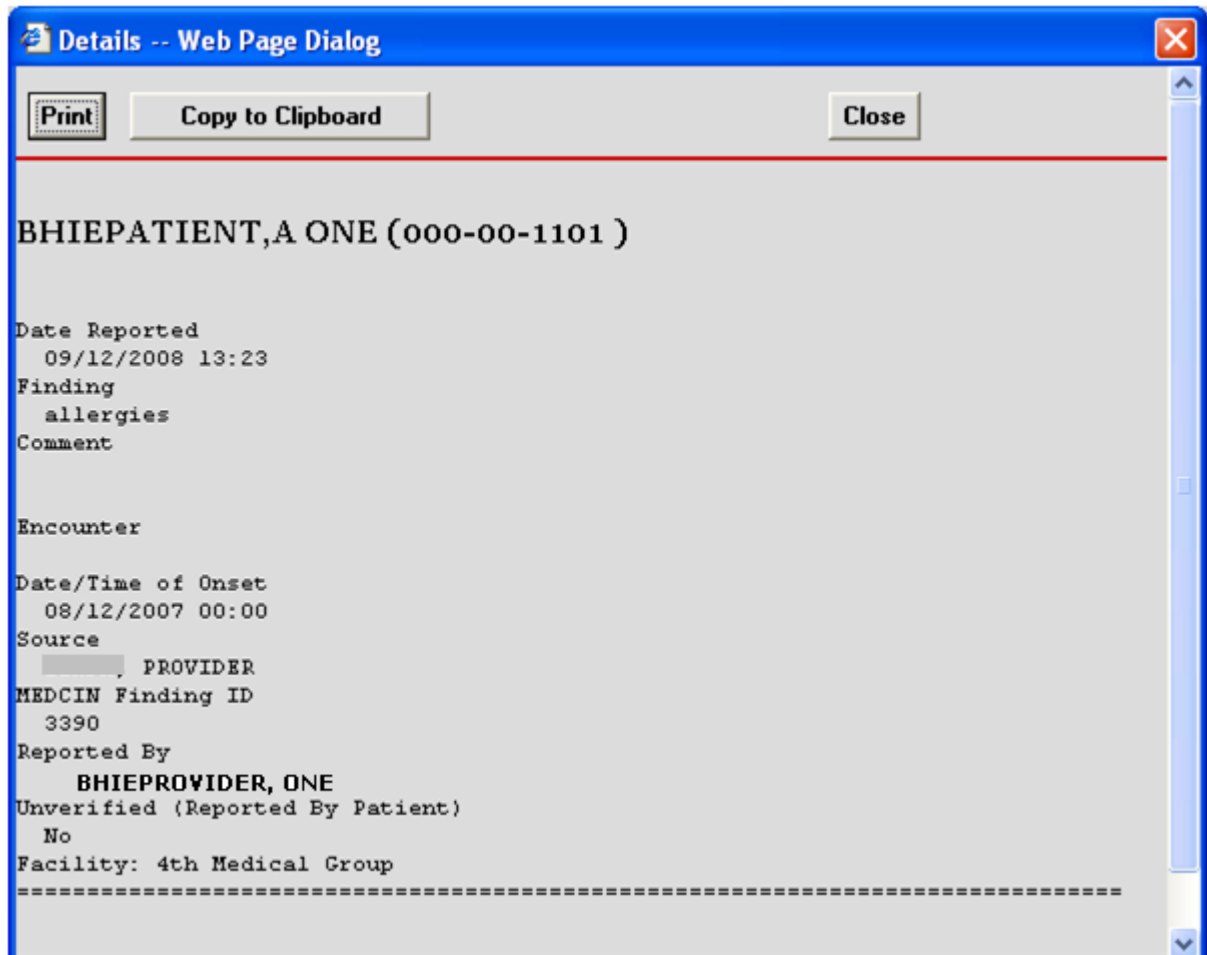 Details -- Web Page Dialog
Print Copy to Clipboard Close
BHIEPATIENT,A ONE (000-00-1101 )
Date Reported
09/12/2008 13:23
Finding
allergies
Comment
Encounter
Date/Time of Onset
08/12/2007 00:00
Source
, PROVIDER
MEDCIN Finding ID
3390
Reported By
BHIEPROVIDER, ONE
Unverified (Reported By Patient)
No
Facility: 4th Medical Group
===============================================================================